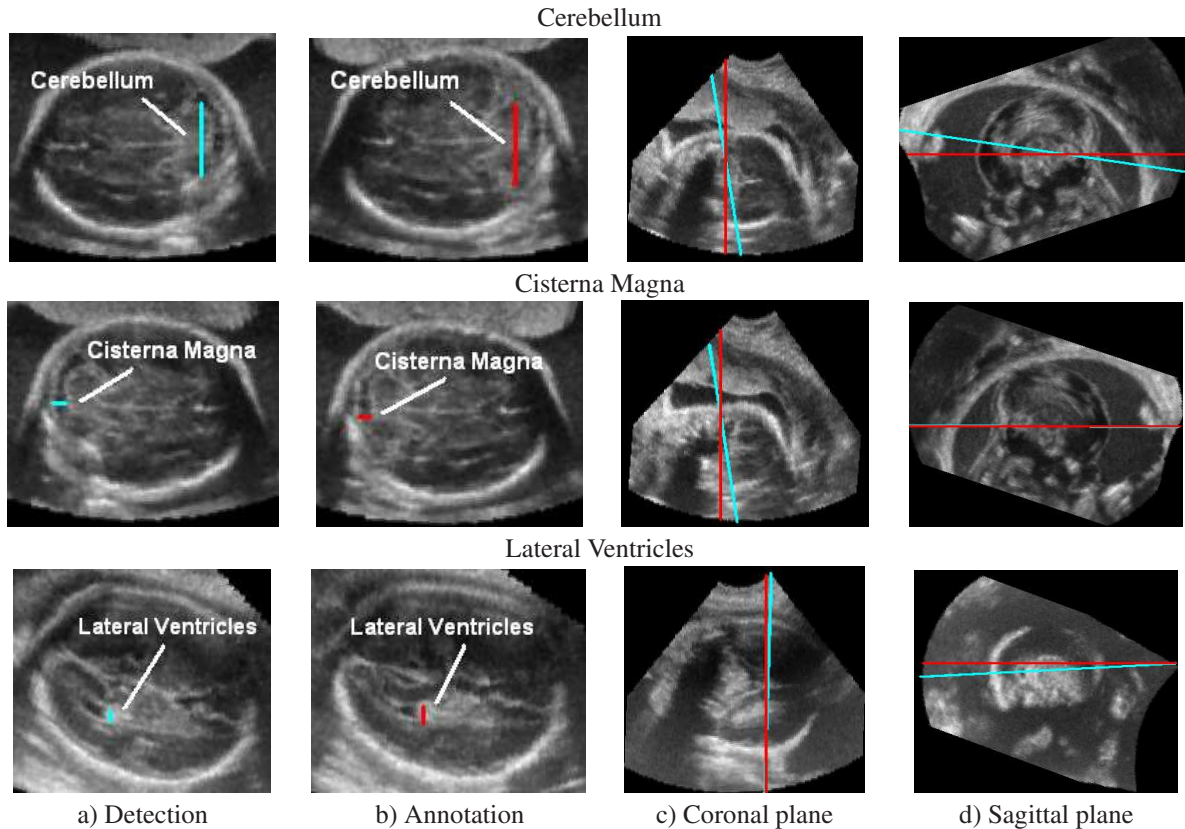 Cerebellum
Cerebellum
Cerebellum
Cisterna Magna
Cisterna Magna
Cisterna Magna
Lateral Ventricles
Lateral Ventricles
Lateral Ventricles
a) Detection
b) Annotation
c) Coronal plane
d) Sagittal plane